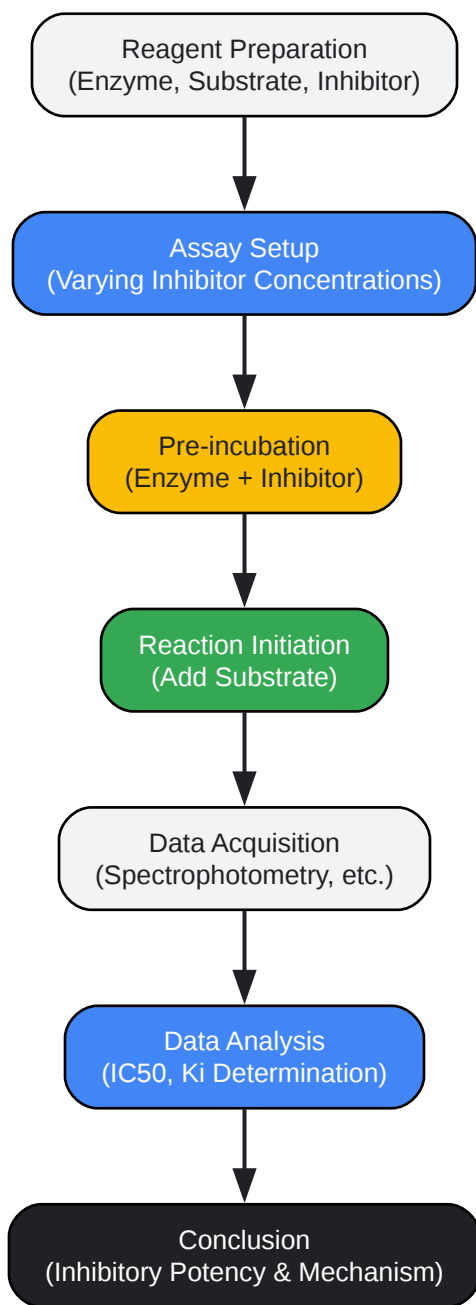 Reagent Preparation
(Enzyme, Substrate, Inhibitor)
Assay Setup
(Varying Inhibitor Concentrations)
Pre-incubation
(Enzyme + Inhibitor)
Reaction Initiation
(Add Substrate)
Data Acquisition
(Spectrophotometry, etc.)
Data Analysis
(IC50, Ki Determination)
Conclusion
(Inhibitory Potency & Mechanism)